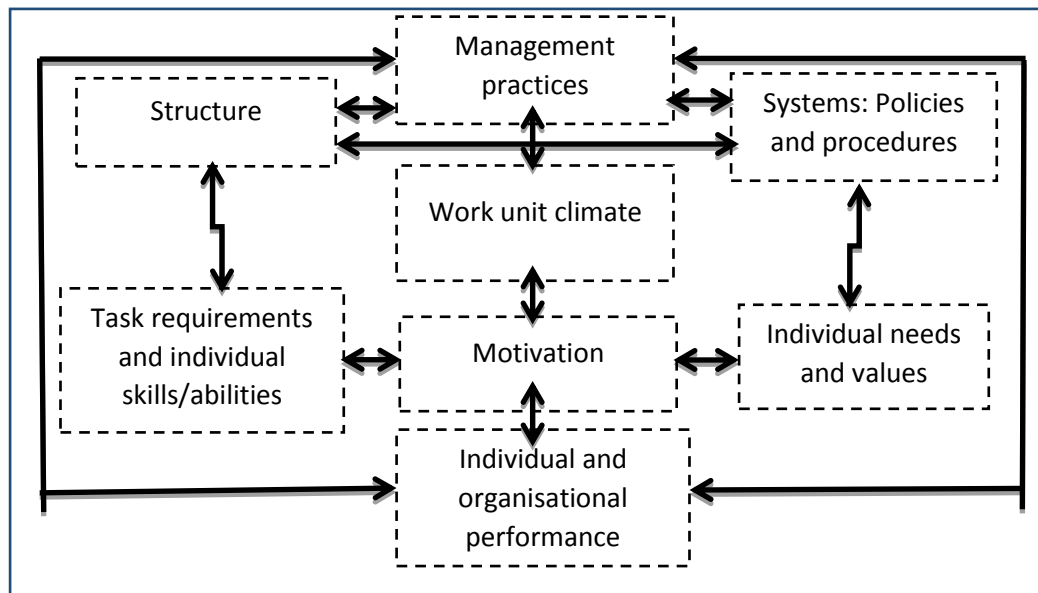 Management
practices
Structure
Systems: Policies
and procedures
Work unit climate
Task requirements
and individual
skills/abilities
Motivation
Individual needs
and values
Individual and
organisational
performance